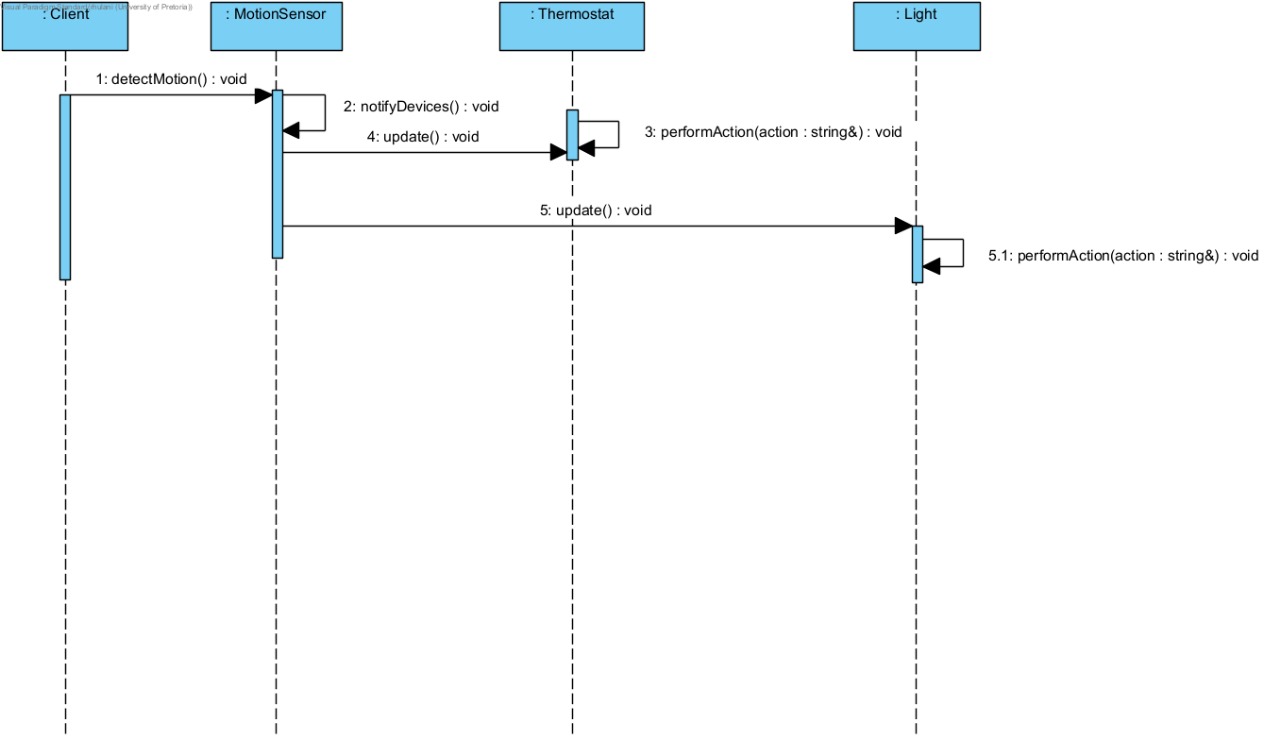 Visual Paradigm Standard (University of Pretoria)
: Client
: MotionSensor
: Thermostat
: Light
1: detectMotion() : void
2: notifyDevices() : void
3: performAction(action : string&) : void
4: update() : void
5: update() : void
5.1: performAction(action : string&) : void